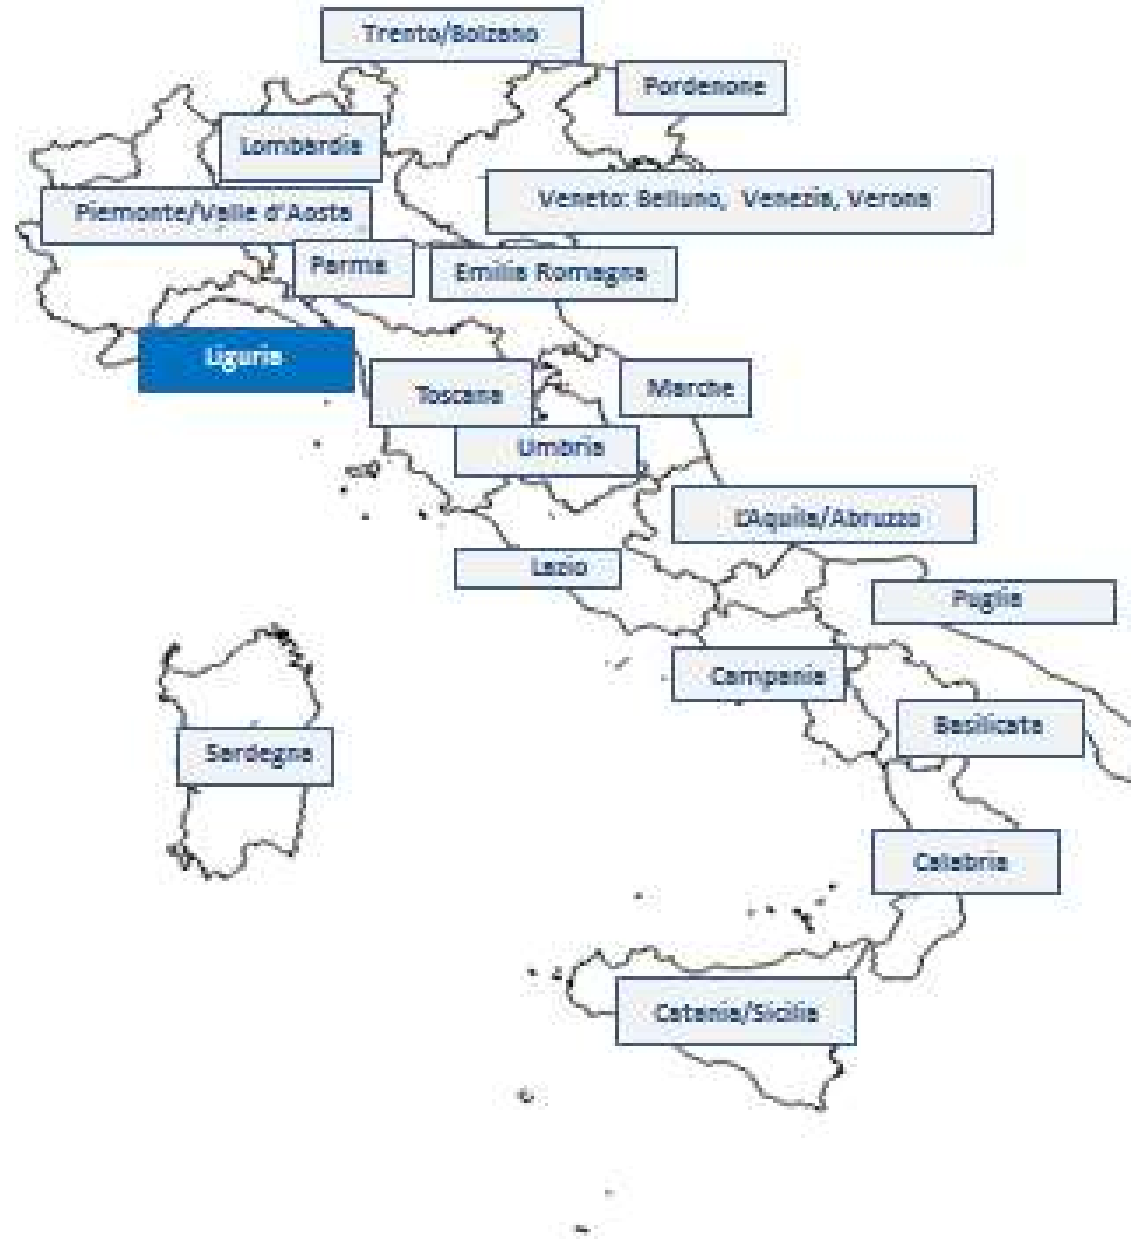 Trento/Bolzano
Pordenone
Lombardia
Veneto: Belluno, Venezia, Verona
Piemonte/Valle d'Aosta
Parma
Emilia Romagna
Liguria
Toscana
Marche
Umbria
L'Aquila/Abruzzo
Lazio
Puglia
Campania
Basilicata
Sardegna
Calabria
Catania/Sicilia